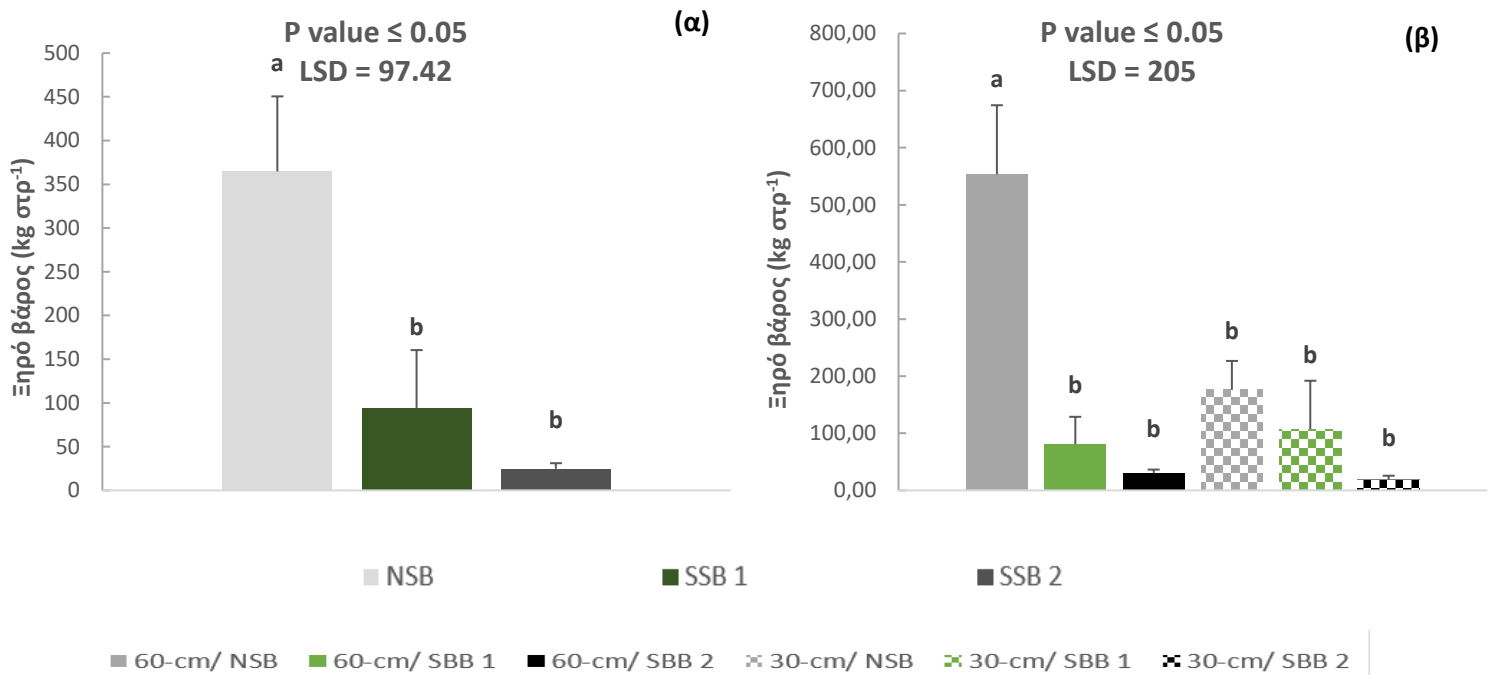 P value ≤ 0.05
LSD = 97.42
(α)
Ξηρό βάρος (kg στρ⁻¹)
500
450
400
350
300
250
200
150
100
50
0
a
b
b
P value ≤ 0.05
LSD = 205
(β)
Ξηρό βάρος (kg στρ⁻¹)
800,00
700,00
600,00
500,00
400,00
300,00
200,00
100,00
0,00
a
b
b
b
b
b
NSB SSB 1 SSB 2
60-cm/ NSB 60-cm/ SBB 1 60-cm/ SBB 2 30-cm/ NSB 30-cm/ SBB 1 30-cm/ SBB 2